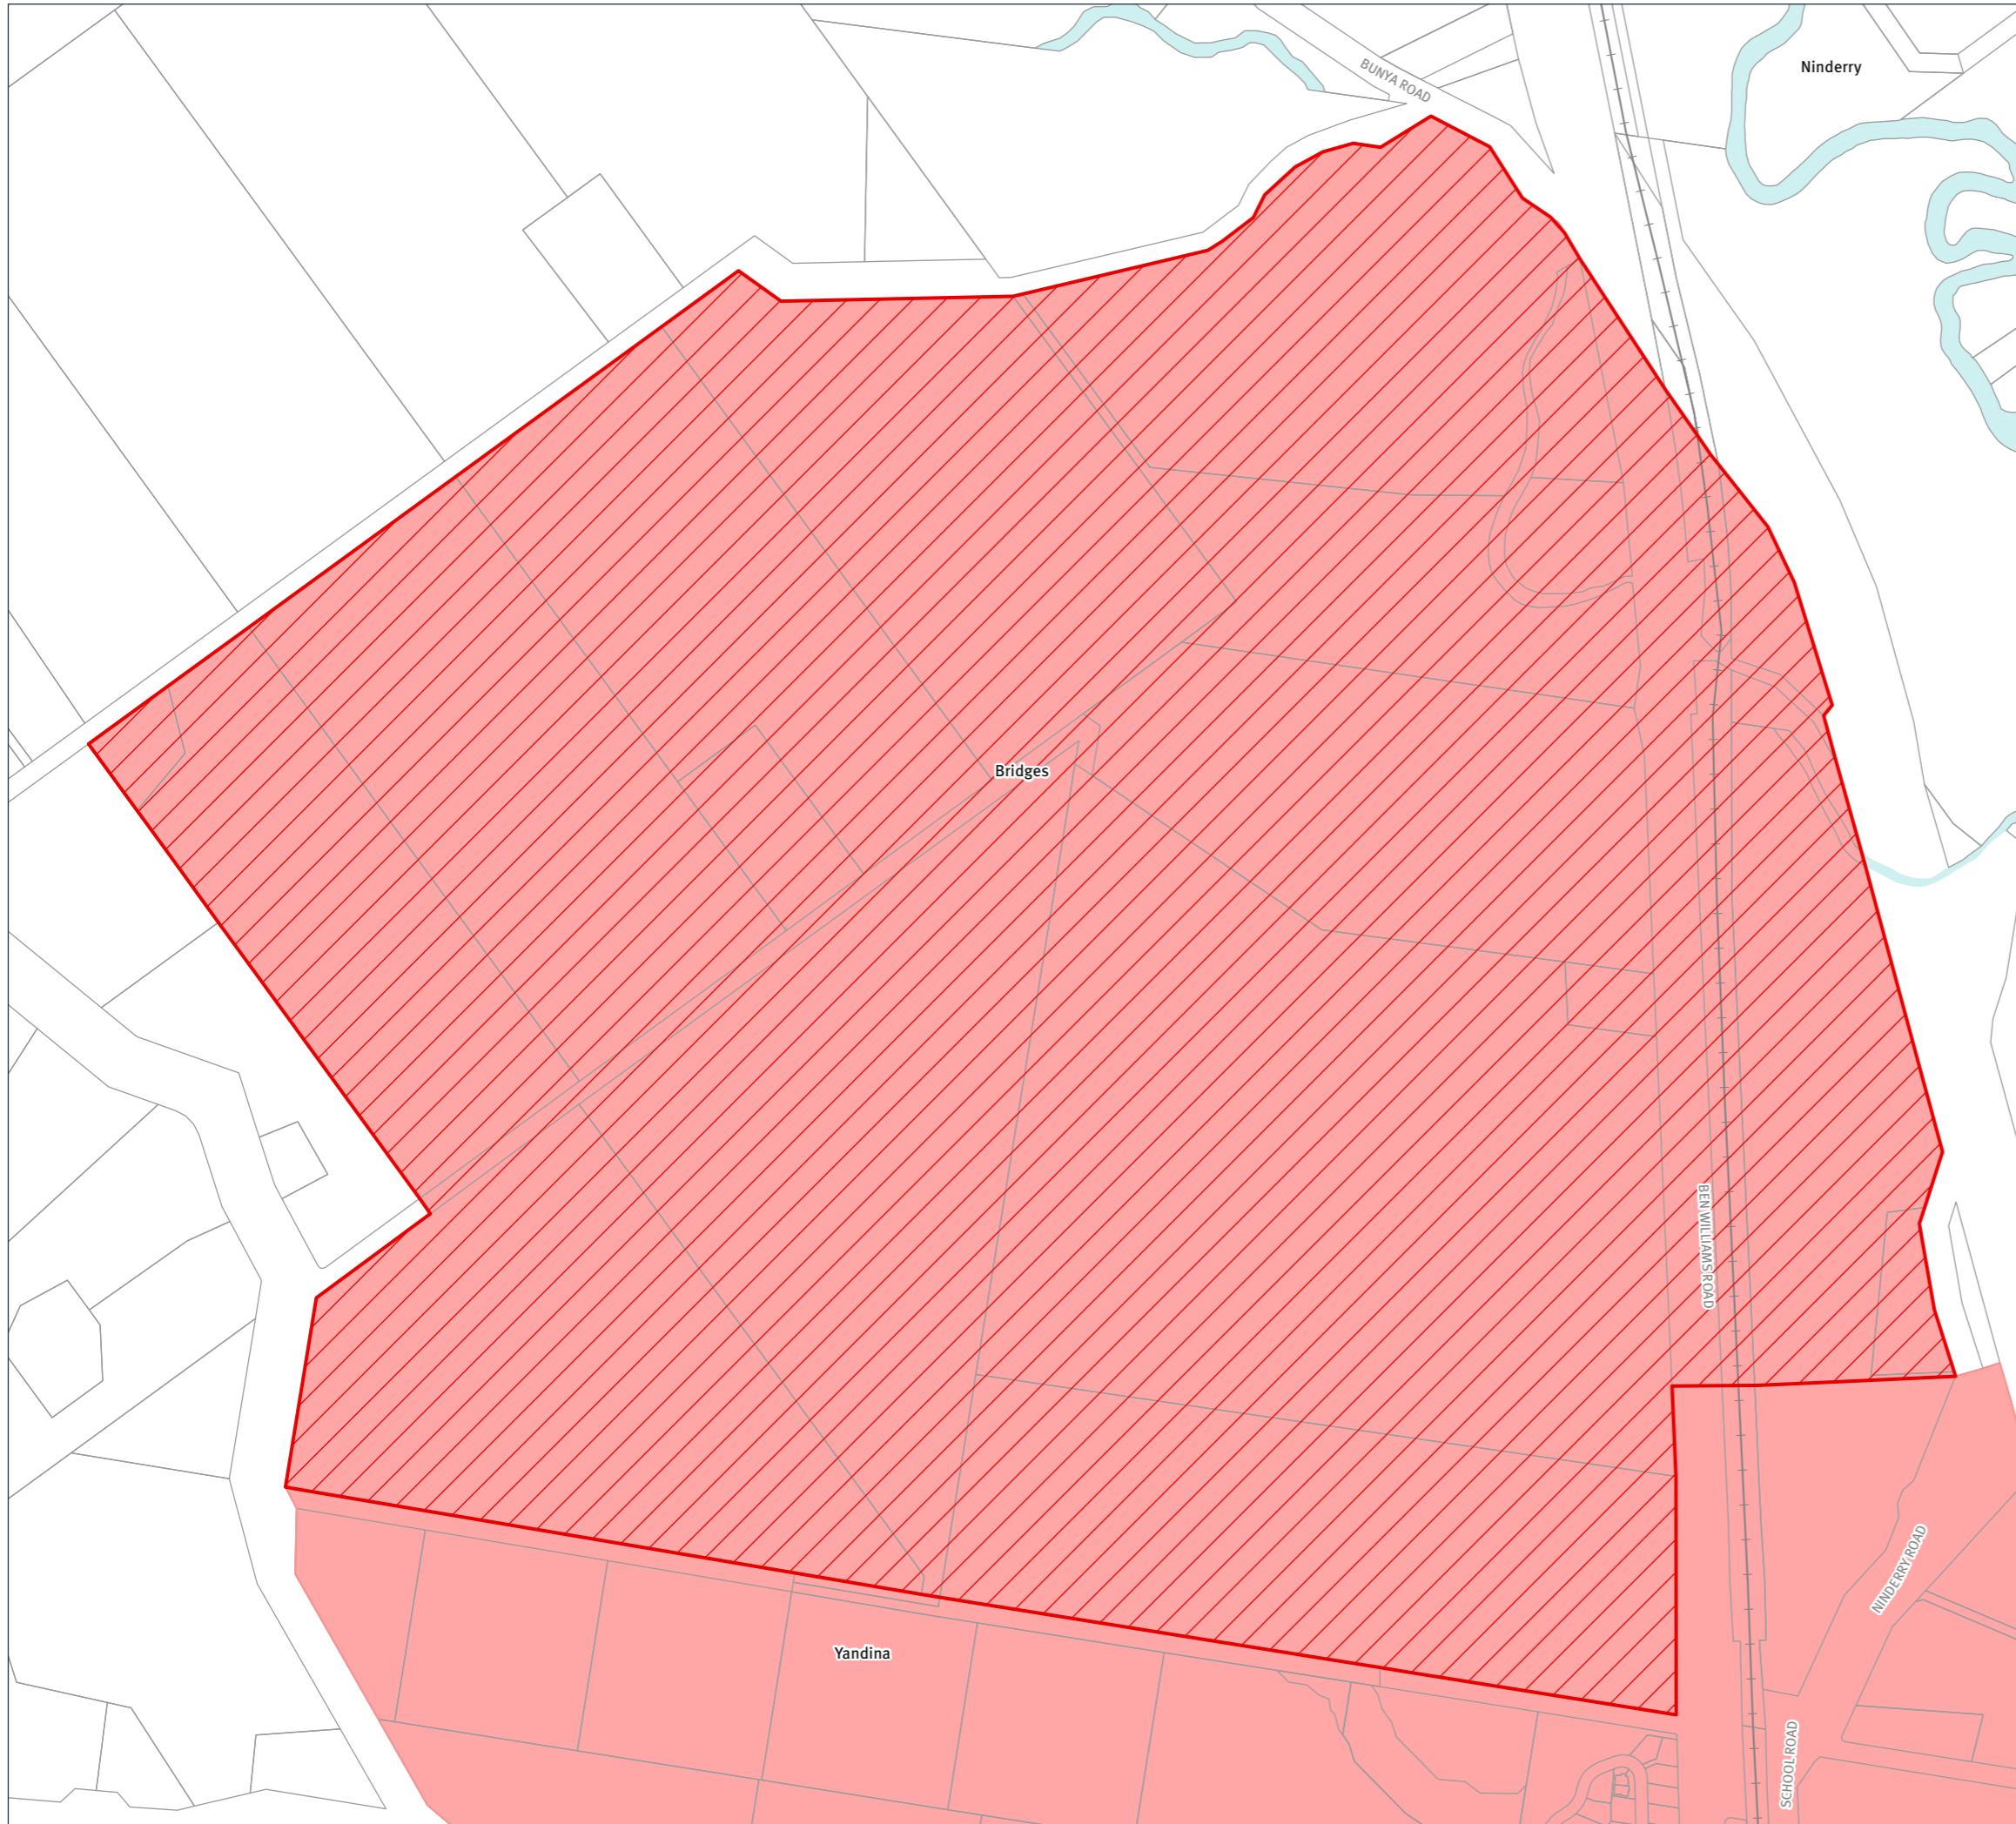 BUNYA ROAD
Ninderry
Bridges
BEN WILLIAMS ROAD
NINDERRY ROAD
Yandina
SCHOOL ROAD